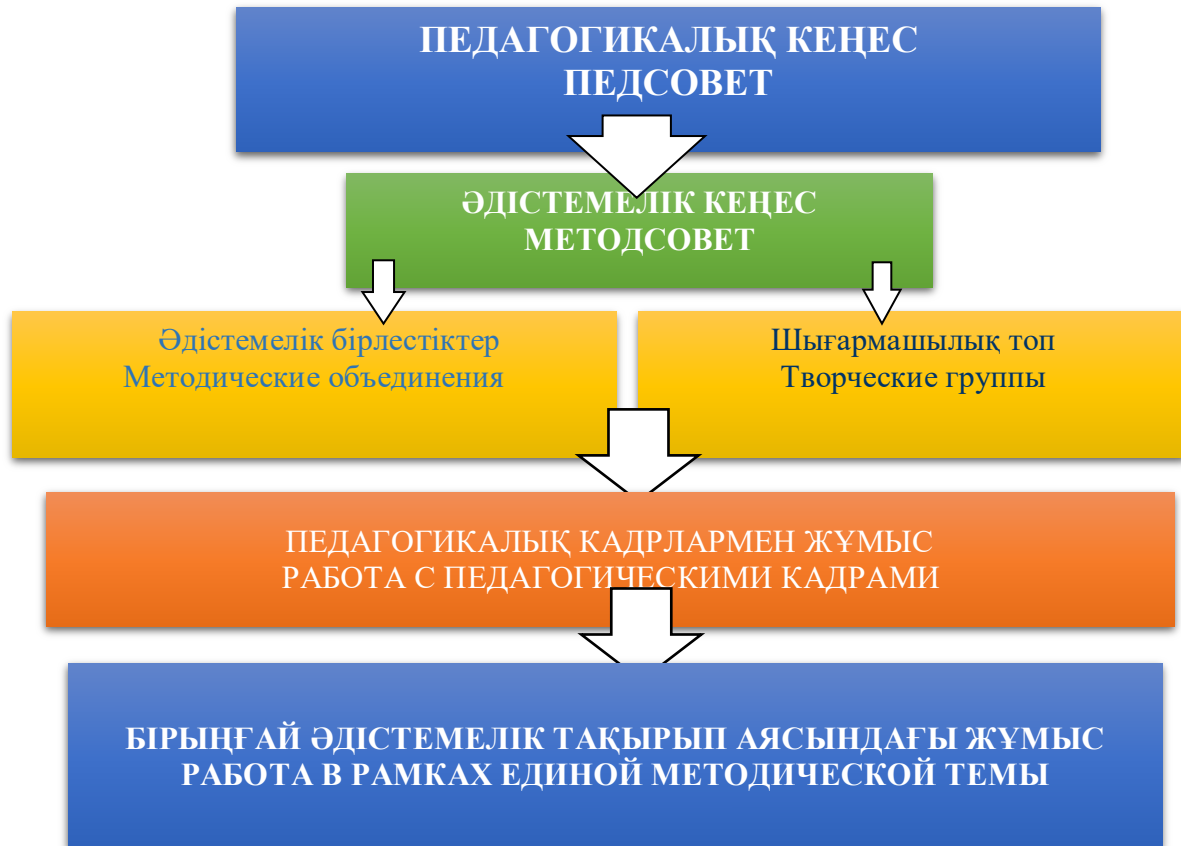 ПЕДАГОГИКАЛЫҚ КЕҢЕС
ПЕДСОВЕТ
ӘДІСТЕМЕЛІК КЕҢЕС
МЕТОДСОВЕТ
Әдістемелік бірлестіктер
Методические объединения
Шығармашылық топ
Творческие группы
ПЕДАГОГИКАЛЫҚ КАДРЛАРМЕН ЖҰМЫС
РАБОТА С ПЕДАГОГИЧЕСКИМИ КАДРАМИ
БІРЫҢҒАЙ ӘДІСТЕМЕЛІК ТАҚЫРЫП АЯСЫНДАҒЫ ЖҰМЫС
РАБОТА В РАМКАХ ЕДИНОЙ МЕТОДИЧЕСКОЙ ТЕМЫ